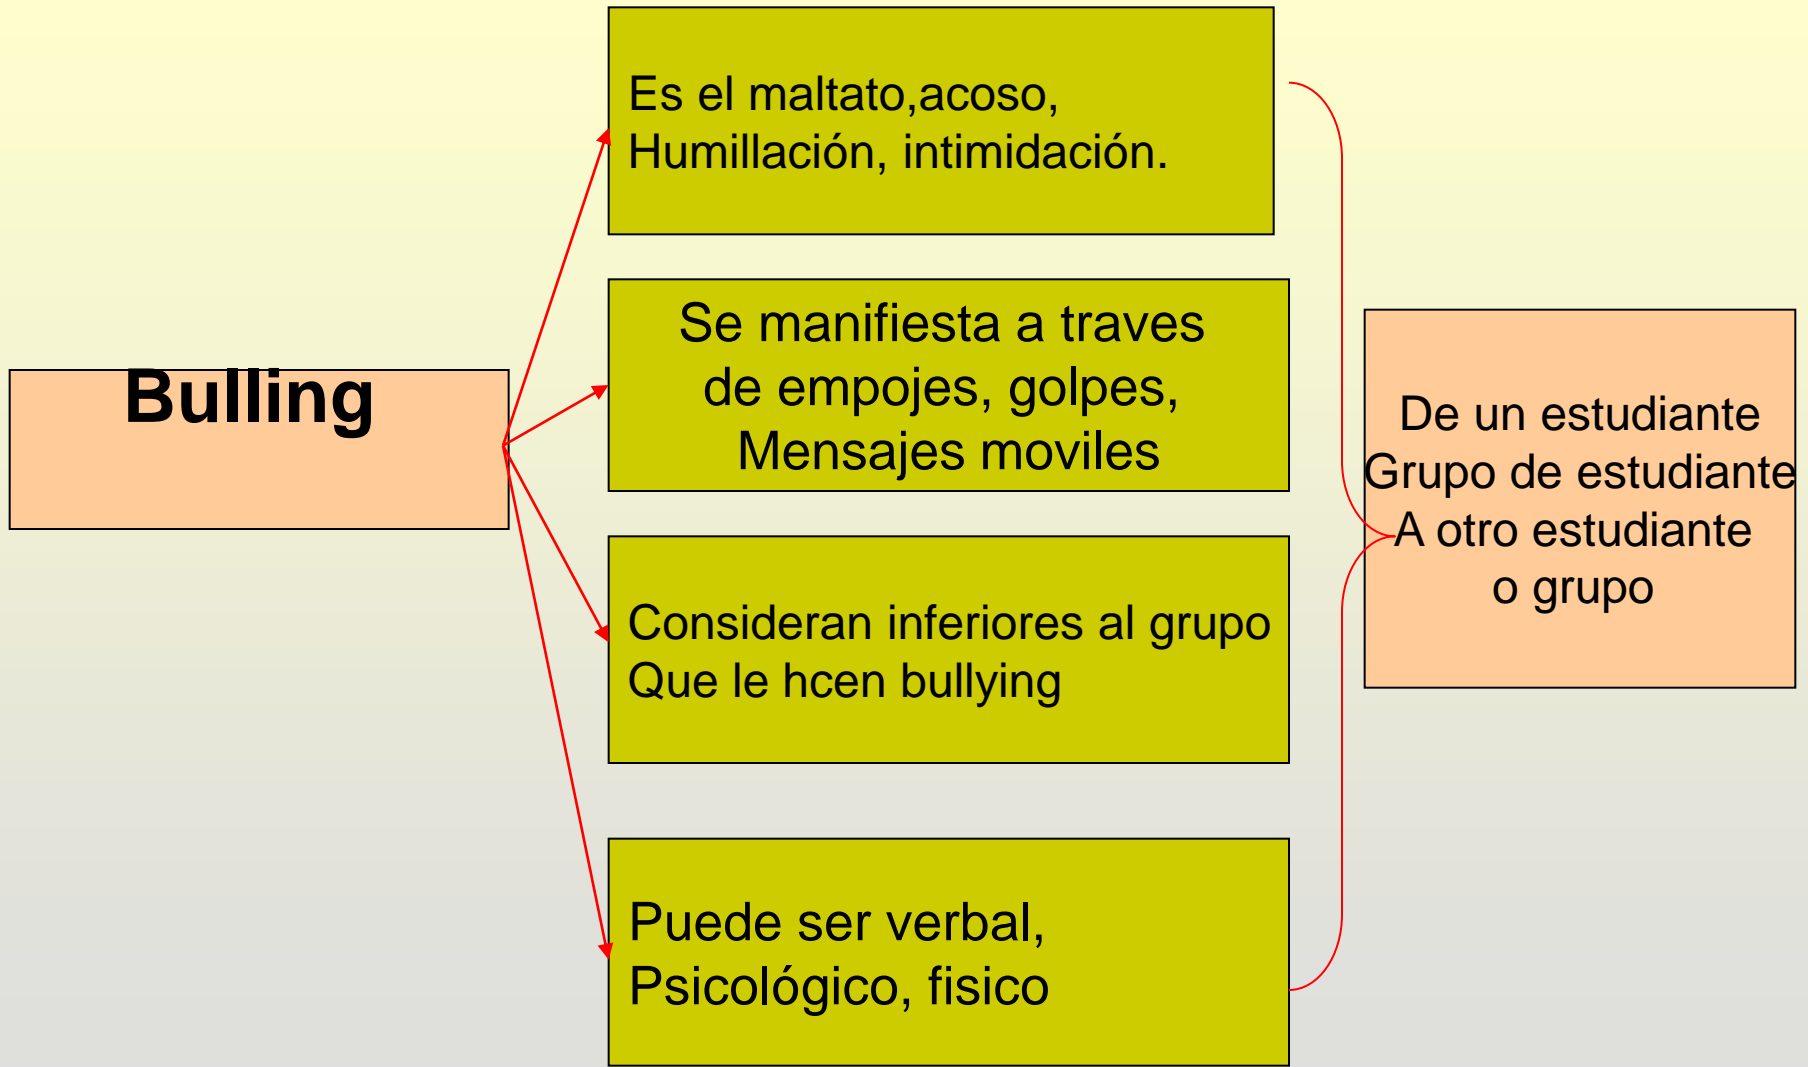 Bulling
Es el maltato,acoso,
Humillación, intimidación.
Se manifiesta a traves
de empojes, golpes,
Mensajes moviles
Consideran inferiores al grupo
Que le hcen bullying
Puede ser verbal,
Psicológico, fisico
De un estudiante
Grupo de estudiante
A otro estudiante
o grupo